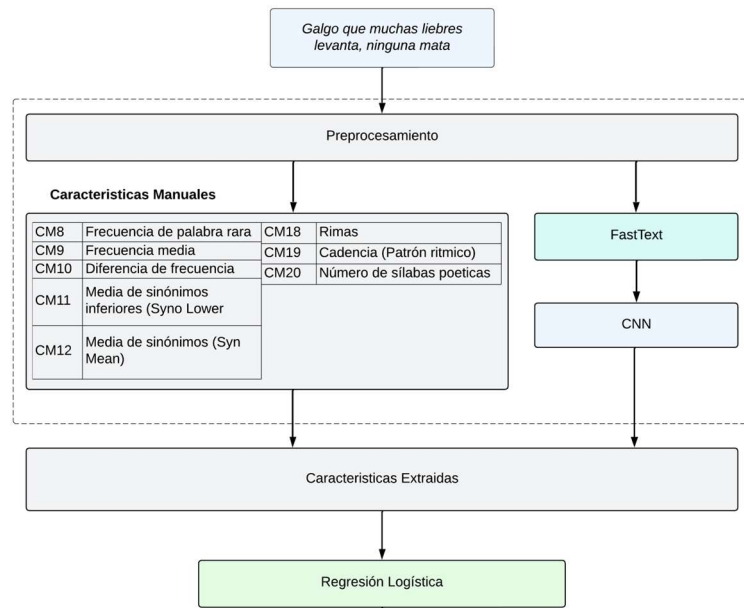 Galgo que muchas liebres
levanta, ninguna mata
Preprocesamiento
Caracteristicas Manuales
CM8 Frecuencia de palabra rara
CM9 Frecuencia media
CM10 Diferencia de frecuencia
CM11 Media de sinónimos
inferiores (Syno Lower
CM12 Media de sinónimos (Syn
Mean)
CM18 Rimas
CM19 Cadencia (Patrón ritmico)
CM20 Número de sílabas poeticas
FastText
CNN
Caracteristicas Extraidas
Regresión Logística